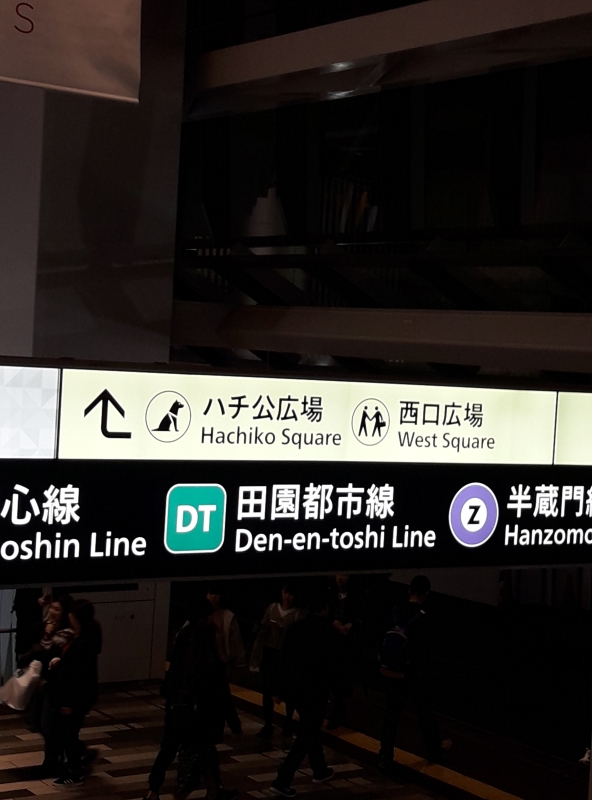 S
ハチ公広場 西口広場
Hachiko Square West Square
心線 DT 田園都市線 Z 半蔵門
oshin Line Den-en-toshi Line Hanzomo